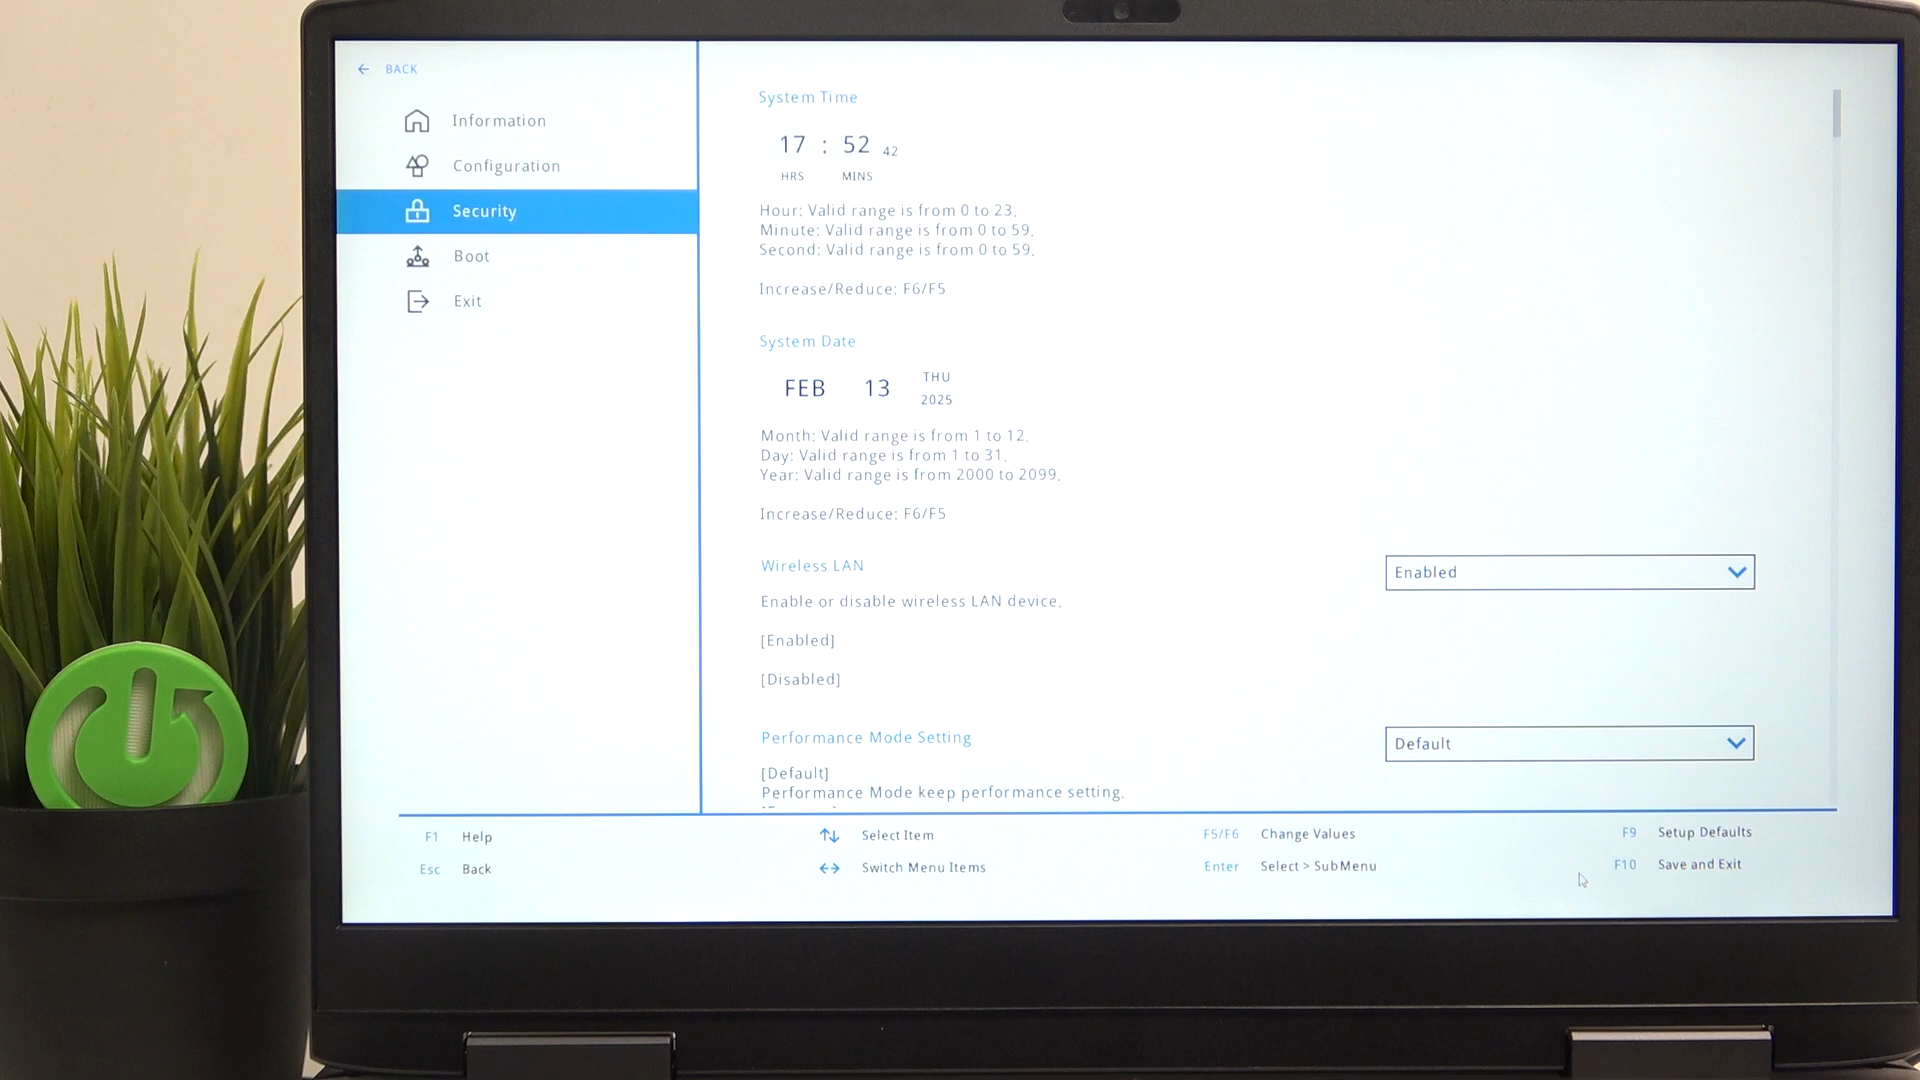 BACK
Information
Configuration
Security
Boot
Exit
System Time
17 : 52 42
HRS MINS
Hour: Valid range is from 0 to 23.
Minute: Valid range is from 0 to 59.
Second: Valid range is from 0 to 59.
Increase/Reduce: F6/F5
System Date
FEB 13 THU
2025
Month: Valid range is from 1 to 12.
Day: Valid range is from 1 to 31.
Year: Valid range is from 2000 to 2099.
Increase/Reduce: F6/F5
Wireless LAN Enabled
Enable or disable wireless LAN device.
[Enabled]
[Disabled]
Performance Mode Setting Default
[Default]
Performance Mode keep performance setting.
F1 Help Select Item F5/F6 Change Values F9 Setup Defaults
Esc Back Switch Menu Items Enter Select > SubMenu F10 Save and Exit